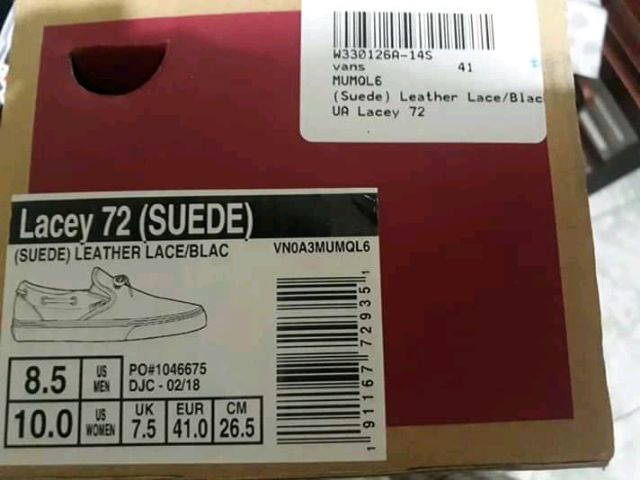 W330126A-14S
vans 41
MUMQL6
(Suede) Leather Lace/Blac
UA Lacey 72
Lacey 72 (SUEDE)
(SUEDE) LEATHER LACE/BLAC VN0A3MUMQL6
8.5 US MEN PO#1046675
DJC - 02/18
10.0 US WOMEN UK 7.5 EUR 41.0 CM 26.5
1 91167 72935 1